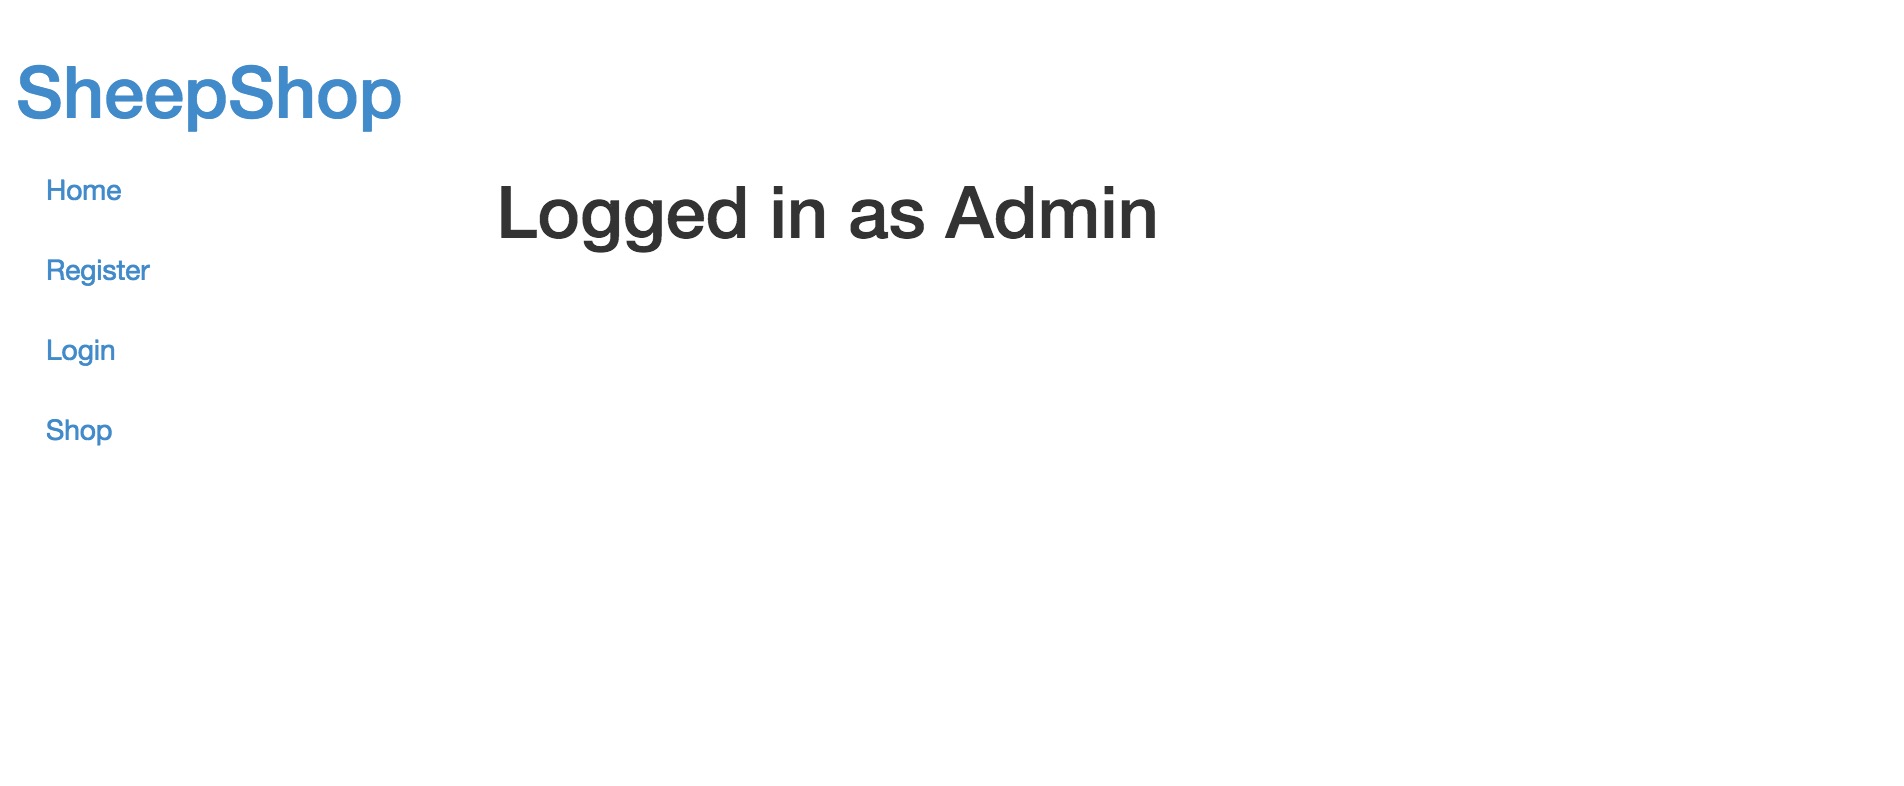 SheepShop
Home
Register
Login
Shop
Logged in as Admin